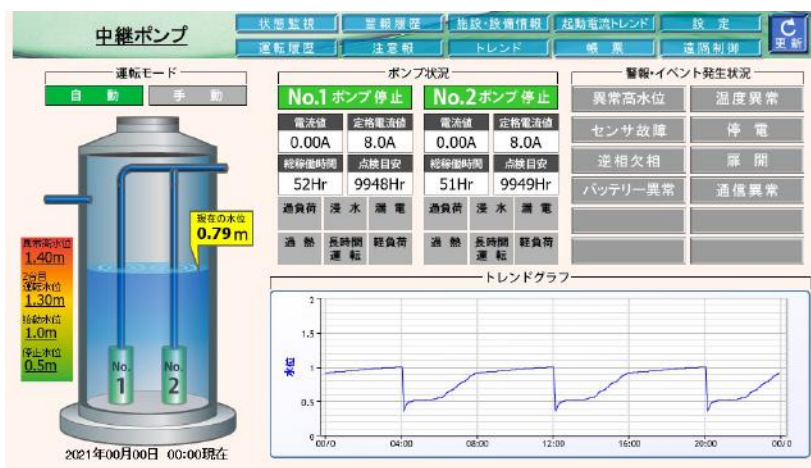 中継ポンプ
状態監視 警報履歴 施設・設備情報 起動電流トレンド 設 定
運転履歴 注意報 トレンド 帳 票 遠隔制御
更新
運転モード
自 動 手 動
現在の水位
0.79m
異常高水位
1.40m
2台目
運転水位
1.30m
始動水位
1.0m
停止水位
0.5m
No.
1
No.
2
2021年00月00日 00:00現在
ポンプ状況
No.1ポンプ停止 No.2ポンプ停止
電流値 定格電流値 電流値 定格電流値
0.00A 8.0A 0.00A 8.0A
総稼働時間 点検目安 総稼働時間 点検目安
52Hr 9948Hr 51Hr 9949Hr
過負荷 浸 水 漏 電 過負荷 浸 水 漏 電
過 熱 長時間 軽負荷 過 熱 長時間 軽負荷
運 転 運 転
警報・イベント発生状況
異常高水位 温度異常
センサ故障 停 電
逆相欠相 扉 開
バッテリー異常 通信異常
トレンドグラフ
水位
2
1.5
1
0.5
0
00/0 04:00 08:00 12:00 16:00 20:00 00/0